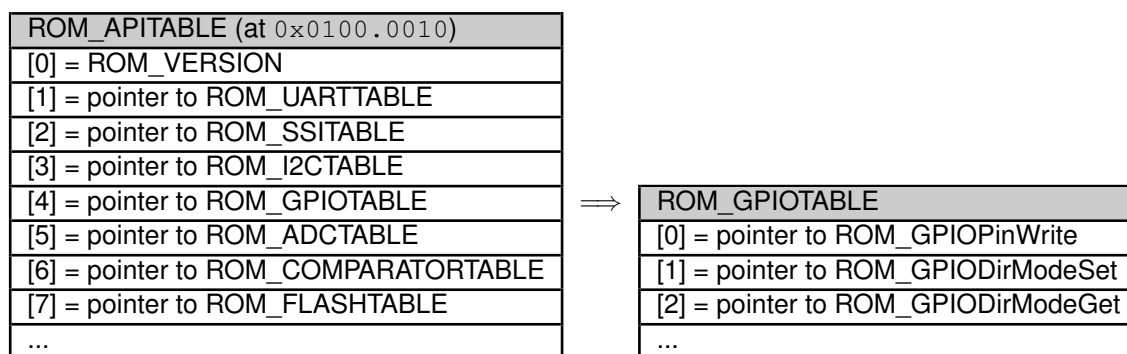 ROM_APITABLE (at 0x0100.0010)
[0] = ROM_VERSION
[1] = pointer to ROM_UARTTABLE
[2] = pointer to ROM_SSITABLE
[3] = pointer to ROM_I2CTABLE
[4] = pointer to ROM_GPIOTABLE
[5] = pointer to ROM_ADCTABLE
[6] = pointer to ROM_COMPARATORTABLE
[7] = pointer to ROM_FLASHTABLE
...
⟹
ROM_GPIOTABLE
[0] = pointer to ROM_GPIOPinWrite
[1] = pointer to ROM_GPIODirModeSet
[2] = pointer to ROM_GPIODirModeGet
...